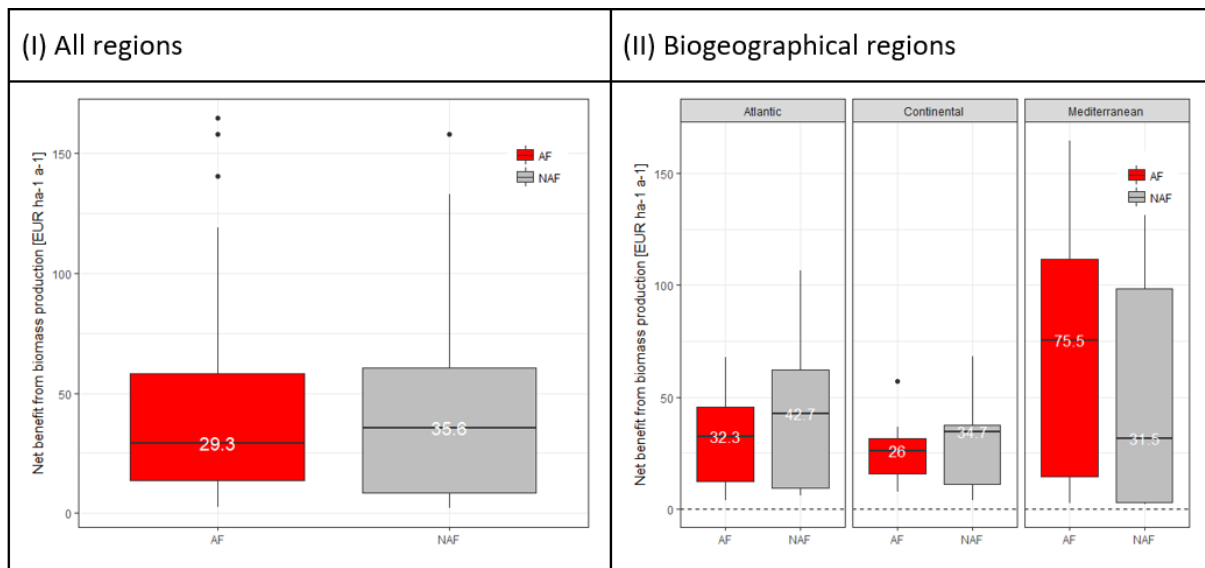 (I) All regions
(II) Biogeographical regions
Net benefit from biomass production [EUR ha-1 a-1]
150
100
50
0
AF
NAF
29.3
35.6
AF
NAF
Net benefit from biomass production [EUR ha-1 a-1]
150
100
50
0
Atlantic
Continental
Mediterranean
AF
NAF
32.3
42.7
26
34.7
75.5
31.5
AF
NAF
AF
NAF
AF
NAF